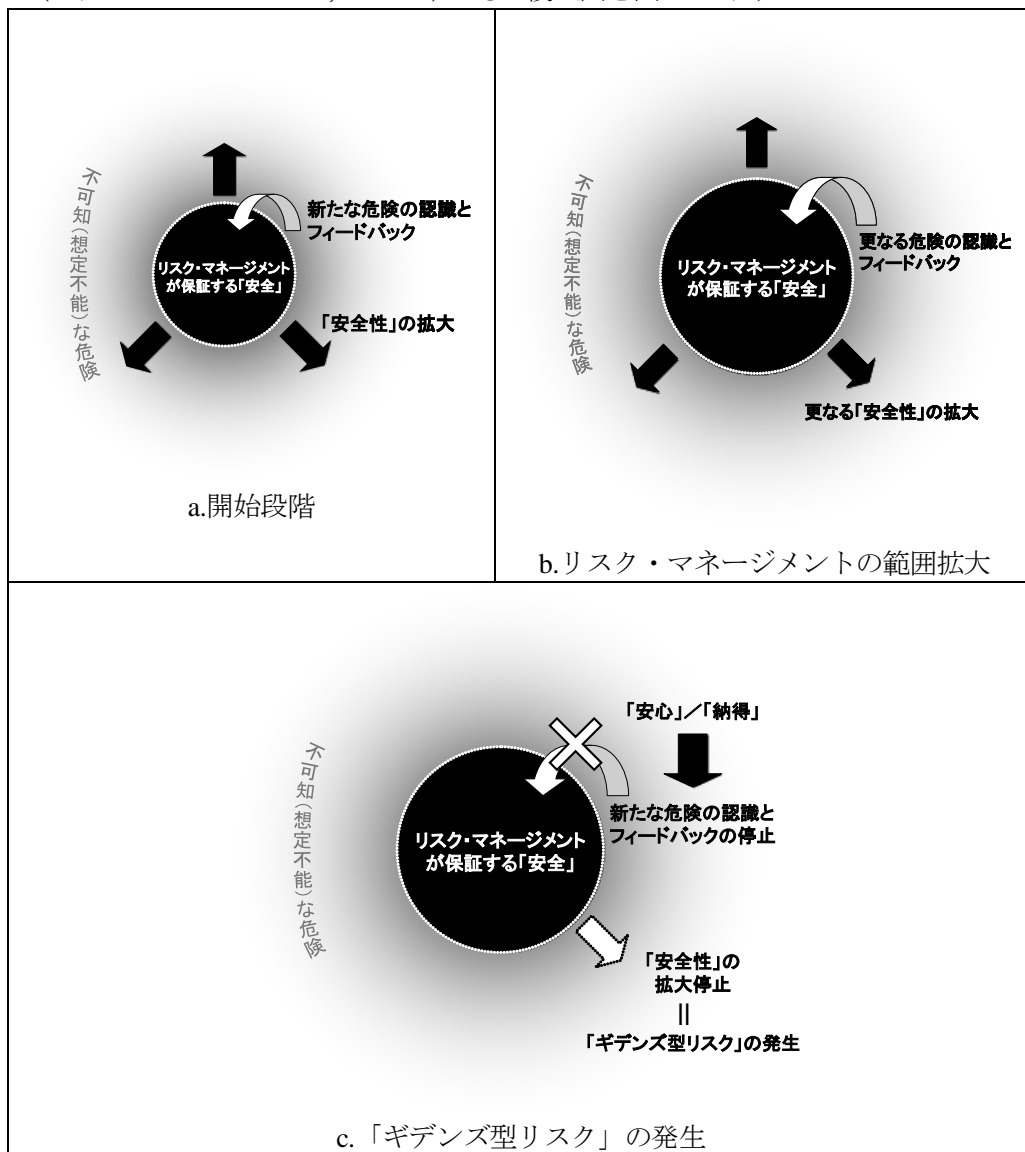 不可知(想定不能)な危険
新たな危険の認識と
フィードバック
リスク・マネージメント
が保証する「安全」
「安全性」の拡大
a.開始段階
不可知(想定不能)な危険
更なる危険の認識と
フィードバック
リスク・マネージメント
が保証する「安全」
更なる「安全性」の拡大
b.リスク・マネージメントの範囲拡大
不可知(想定不能)な危険
「安心」/「納得」
新たな危険の認識と
フィードバックの停止
リスク・マネージメント
が保証する「安全」
「安全性」の
拡大停止
||
「ギデンズ型リスク」の発生
c.「ギデンズ型リスク」の発生